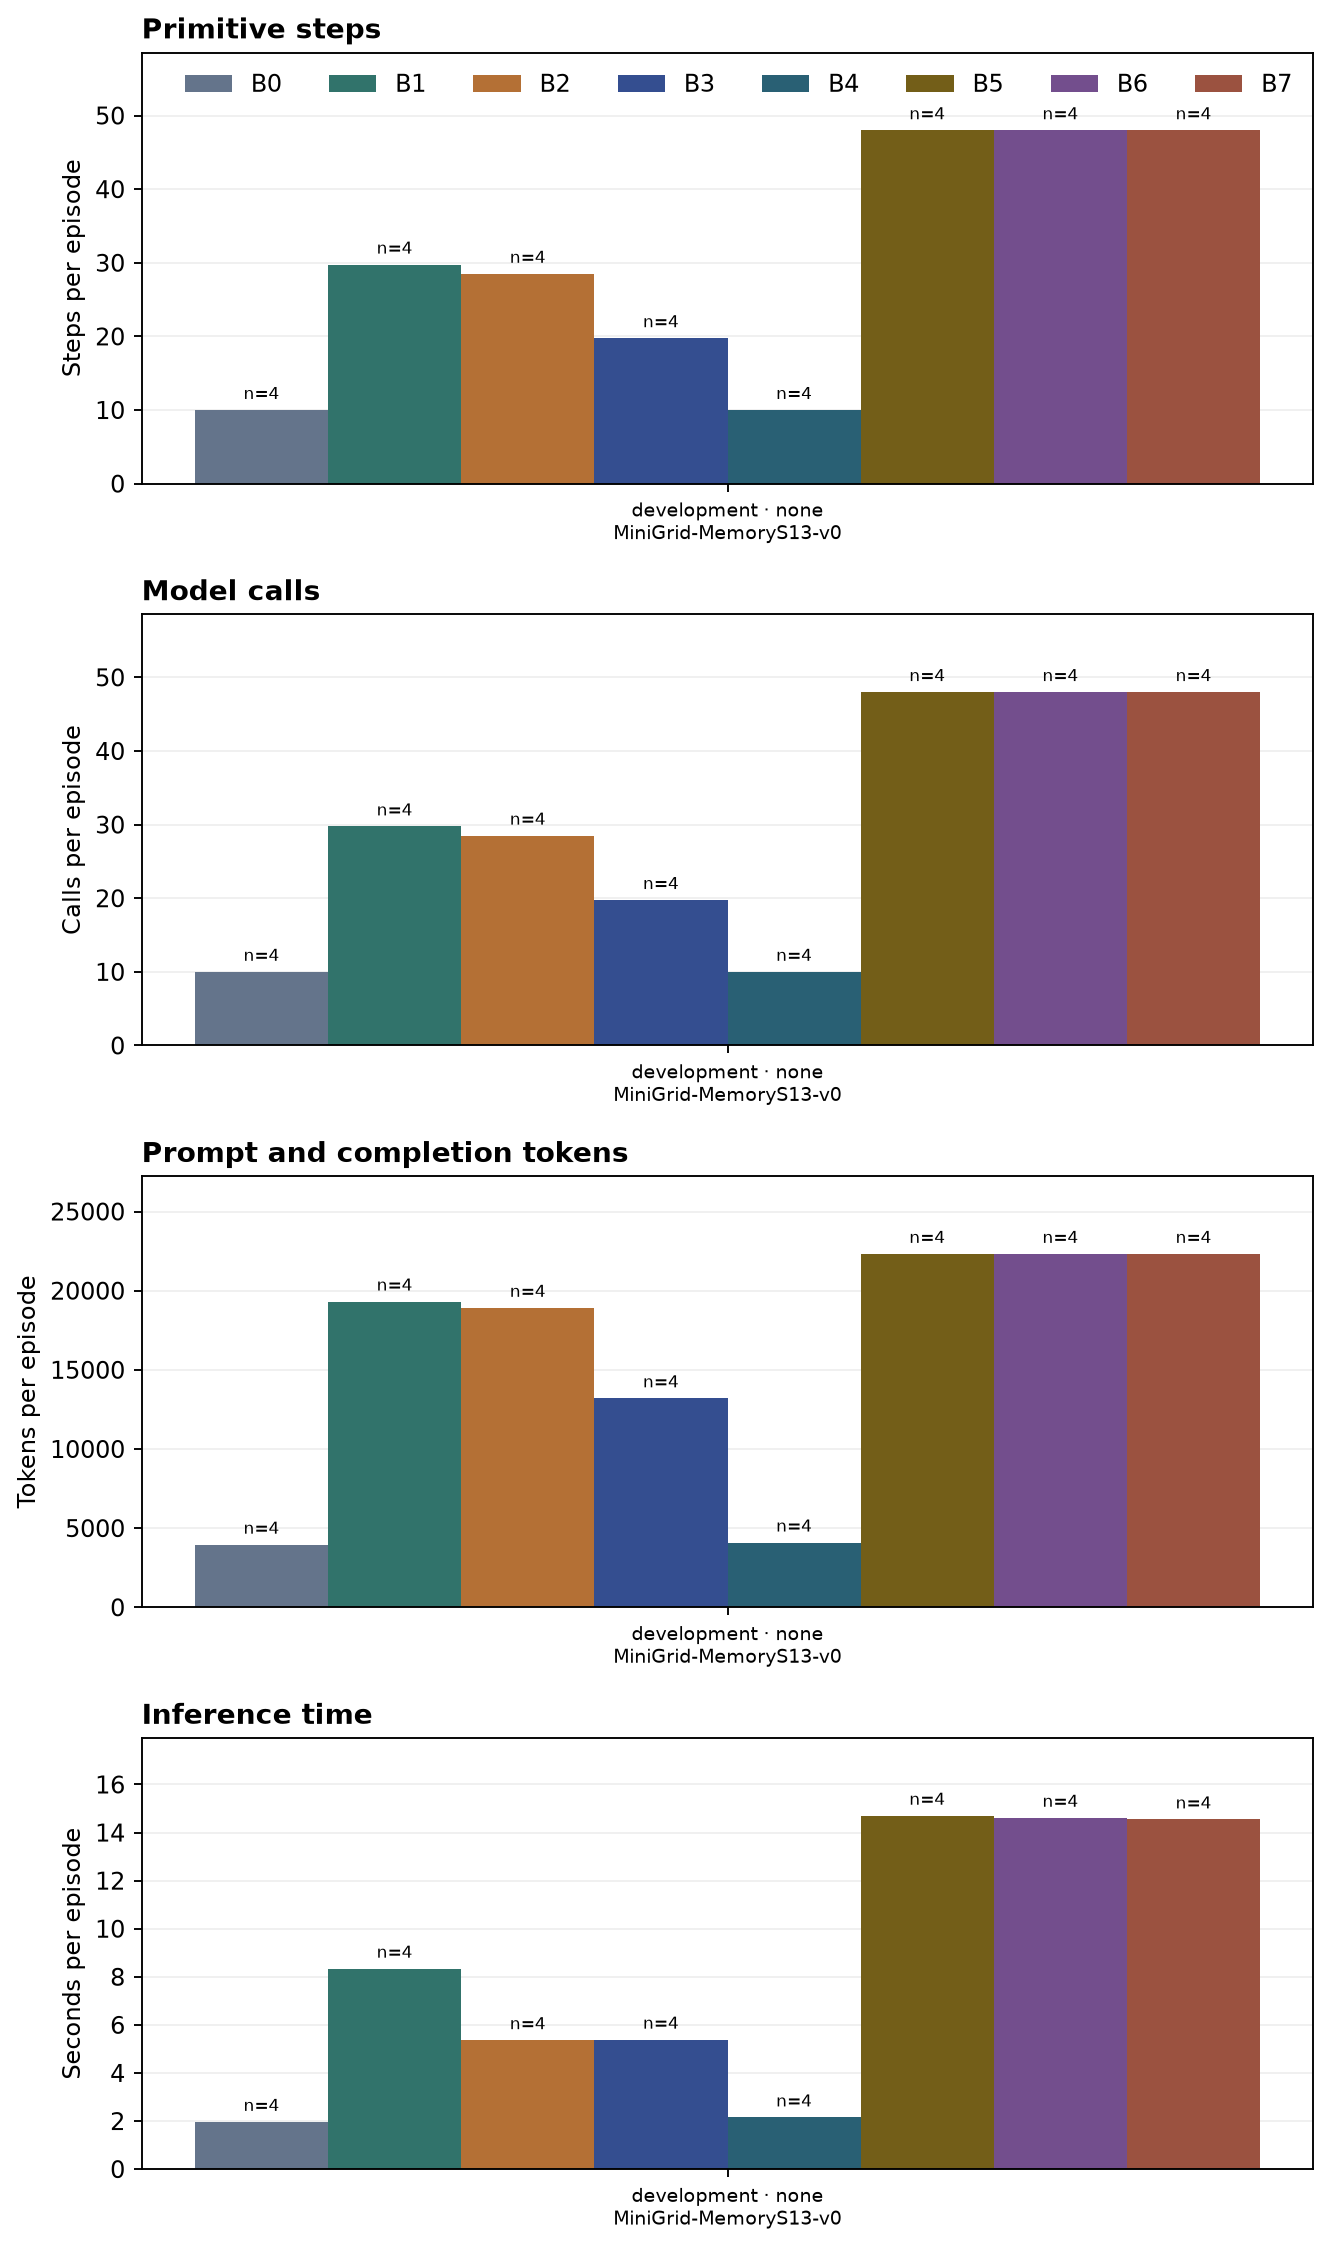 Primitive steps
B0 B1 B2 B3 B4 B5 B6 B7
Steps per episode
50
40
30
20
10
0
n=4 n=4 n=4 n=4 n=4 n=4 n=4 n=4
development · none
MiniGrid-MemoryS13-v0
Model calls
Calls per episode
50
40
30
20
10
0
n=4 n=4 n=4 n=4 n=4 n=4 n=4 n=4
development · none
MiniGrid-MemoryS13-v0
Prompt and completion tokens
Tokens per episode
25000
20000
15000
10000
5000
0
n=4 n=4 n=4 n=4 n=4 n=4 n=4 n=4
development · none
MiniGrid-MemoryS13-v0
Inference time
Seconds per episode
16
14
12
10
8
6
4
2
0
n=4 n=4 n=4 n=4 n=4 n=4 n=4 n=4
development · none
MiniGrid-MemoryS13-v0